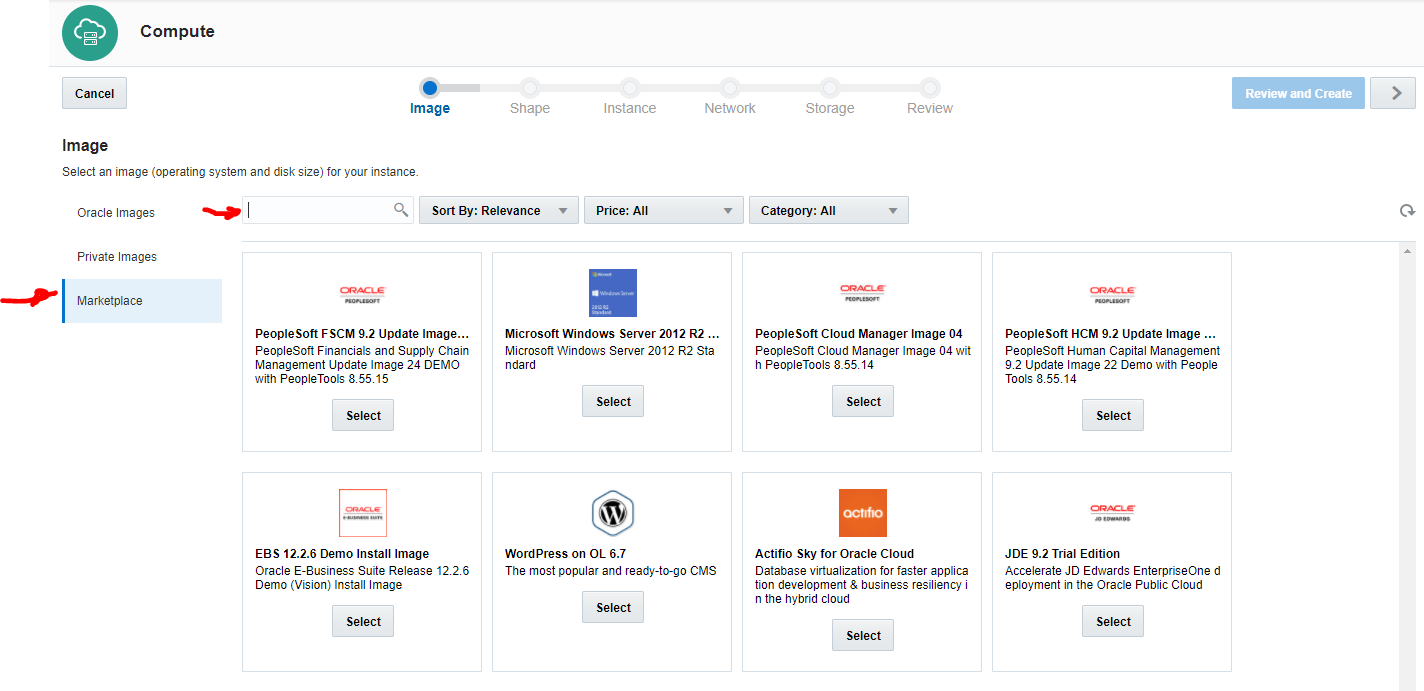 Compute
Cancel
Image
Shape
Instance
Network
Storage
Review
Review and Create
Image
Select an image (operating system and disk size) for your instance.
Oracle Images
Private Images
Marketplace
Sort By: Relevance
Price: All
Category: All
ORACLE
PEOPLESOFT
PeopleSoft FSCM 9.2 Update Image...
PeopleSoft Financials and Supply Chain
Management Update Image 24 DEMO
with PeopleTools 8.55.15
Select
Microsoft
Windows Server
2012 R2
Standard
Microsoft Windows Server 2012 R2 ...
Microsoft Windows Server 2012 R2 Sta
ndard
Select
ORACLE
PEOPLESOFT
PeopleSoft Cloud Manager Image 04
PeopleSoft Cloud Manager Image 04 wit
h PeopleTools 8.55.14
Select
ORACLE
PEOPLESOFT
PeopleSoft HCM 9.2 Update Image ...
PeopleSoft Human Capital Management
9.2 Update Image 22 Demo with People
Tools 8.55.14
Select
ORACLE
E-BUSINESS SUITE
EBS 12.2.6 Demo Install Image
Oracle E-Business Suite Release 12.2.6
Demo (Vision) Install Image
Select
W
WordPress on OL 6.7
The most popular and ready-to-go CMS
Select
actifio
Actifio Sky for Oracle Cloud
Database virtualization for faster applica
tion development & business resiliency i
n the hybrid cloud
Select
ORACLE
JD EDWARDS
JDE 9.2 Trial Edition
Accelerate JD Edwards EnterpriseOne d
eployment in the Oracle Public Cloud
Select